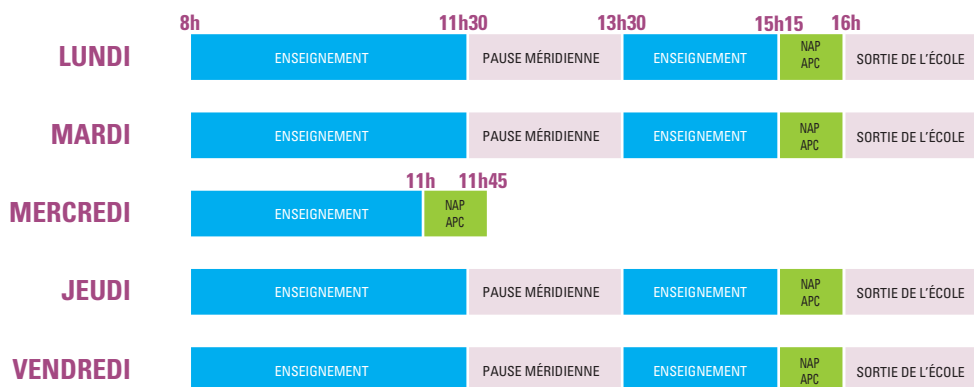 8h 11h30 13h30 15h15 16h
LUNDI ENSEIGNEMENT PAUSE MÉRIDIENNE ENSEIGNEMENT NAP SORTIE DE L'ÉCOLE
APC
MARDI ENSEIGNEMENT PAUSE MÉRIDIENNE ENSEIGNEMENT NAP SORTIE DE L'ÉCOLE
APC
11h 11h45
MERCREDI ENSEIGNEMENT NAP
APC
JEUDI ENSEIGNEMENT PAUSE MÉRIDIENNE ENSEIGNEMENT NAP SORTIE DE L'ÉCOLE
APC
VENDREDI ENSEIGNEMENT PAUSE MÉRIDIENNE ENSEIGNEMENT NAP SORTIE DE L'ÉCOLE
APC